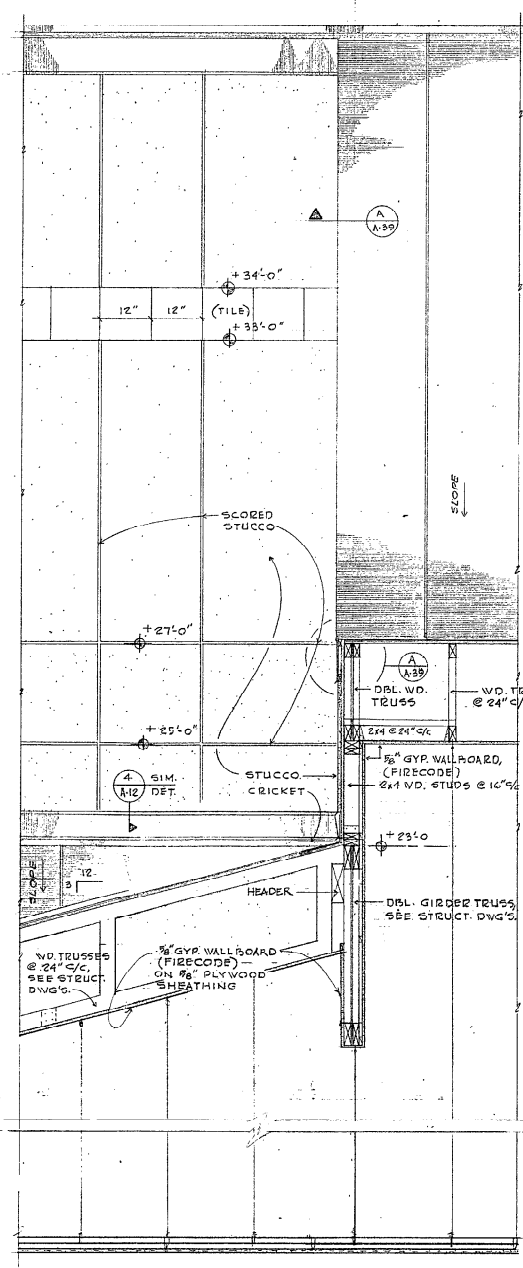 A
A-39
+34'-0"
12"
12"
(TILE)
+33'-0"
SLOPE
SCORED
STUCCO
+27'-0"
A
A-39
DBL. WD.
TRUSS
@ 24" C/
2x4 @ 24" C/C
+25'-0"
5/8" GYP. WALLBOARD,
(FIRECODE)
4
A-12
SIM.
DET.
STUCCO
CRICKET
2x4 WD. STUDS @ 16" C/
+23'-0
SLOPE
12
3
HEADER
DBL. GIRDER TRUSS,
SEE STRUCT. DWG'S.
WD. TRUSSES
@ 24" C/C,
SEE STRUCT.
DWG'S.
5/8" GYP. WALLBOARD
(FIRECODE)—
ON 5/8" PLYWOOD
SHEATHING